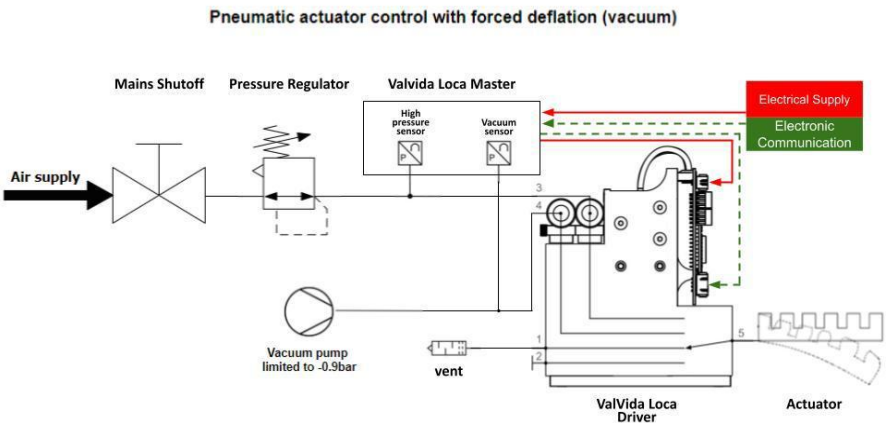 Pneumatic actuator control with forced deflation (vacuum)
Mains Shutoff
Pressure Regulator
Valvida Loca Master
High
pressure
sensor
Vacuum
sensor
P
P
Electrical Supply
Electronic
Communication
Air supply
3
4
Vacuum pump
limited to -0.9bar
vent
1
2
5
ValVida Loca
Driver
Actuator